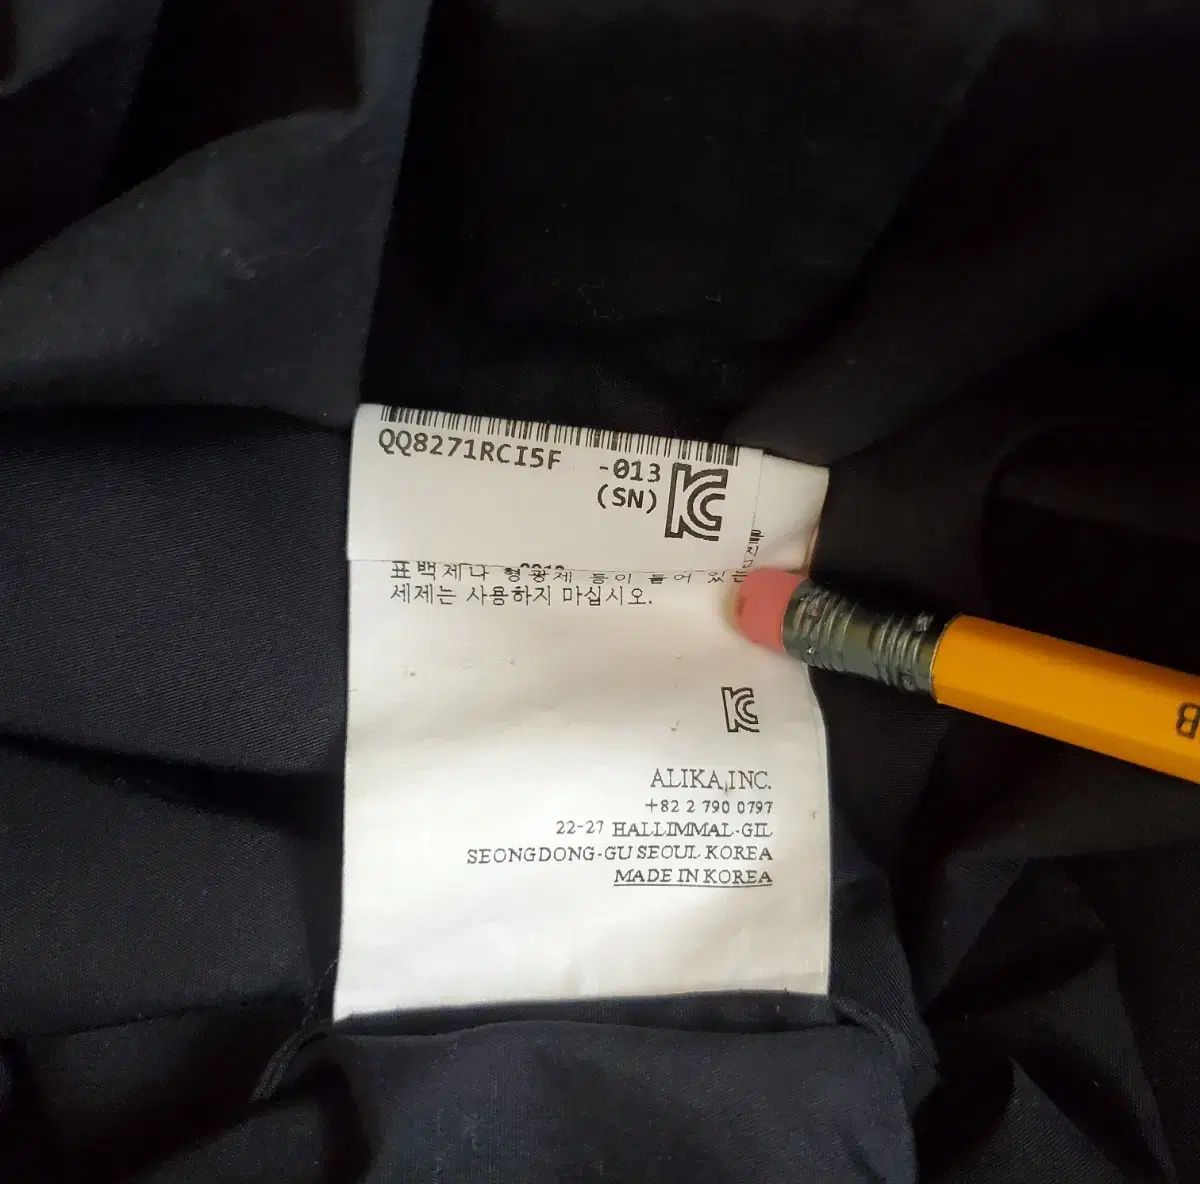 QQ8271RCI5F -013
(SN)
표백제나 형광제 등이 들어 있는
세제는 사용하지 마십시오.
ALIKA, INC.
+82 2 790 0797
22-27 HALLIMMAL-GIL
SEONGDONG-GU SEOUL KOREA
MADE IN KOREA
B